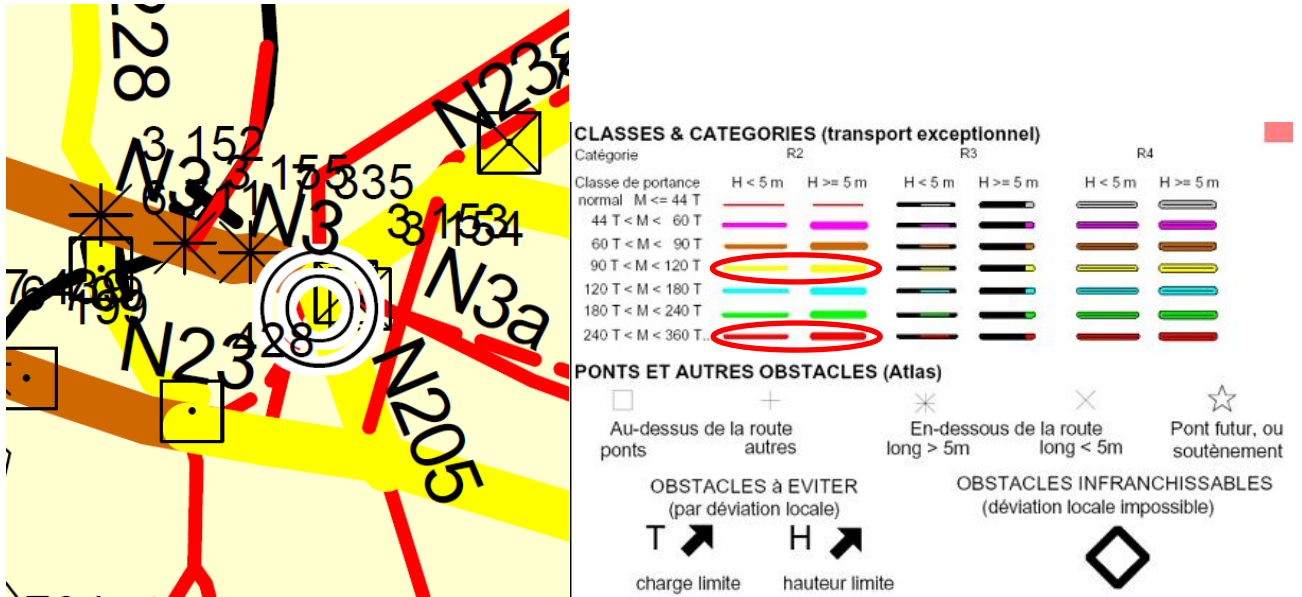 228
N238
3 152
N3
3 155
335
6 311
N3
3 153
3 154
N3a
199
428
N23
N205
CLASSES & CATEGORIES (transport exceptionnel)
Catégorie R2 R3 R4
Classe de portance H < 5 m H >= 5 m H < 5 m H >= 5 m H < 5 m H >= 5 m
normal M <= 44 T
44 T < M < 60 T
60 T < M < 90 T
90 T < M < 120 T
120 T < M < 180 T
180 T < M < 240 T
240 T < M < 360 T..
PONTS ET AUTRES OBSTACLES (Atlas)
Au-dessus de la route
ponts autres
En-dessous de la route
long > 5m long < 5m
Pont futur, ou
soutènement
OBSTACLES à EVITER
(par déviation locale)
OBSTACLES INFRANCHISSABLES
(déviation locale impossible)
T H
charge limite hauteur limite